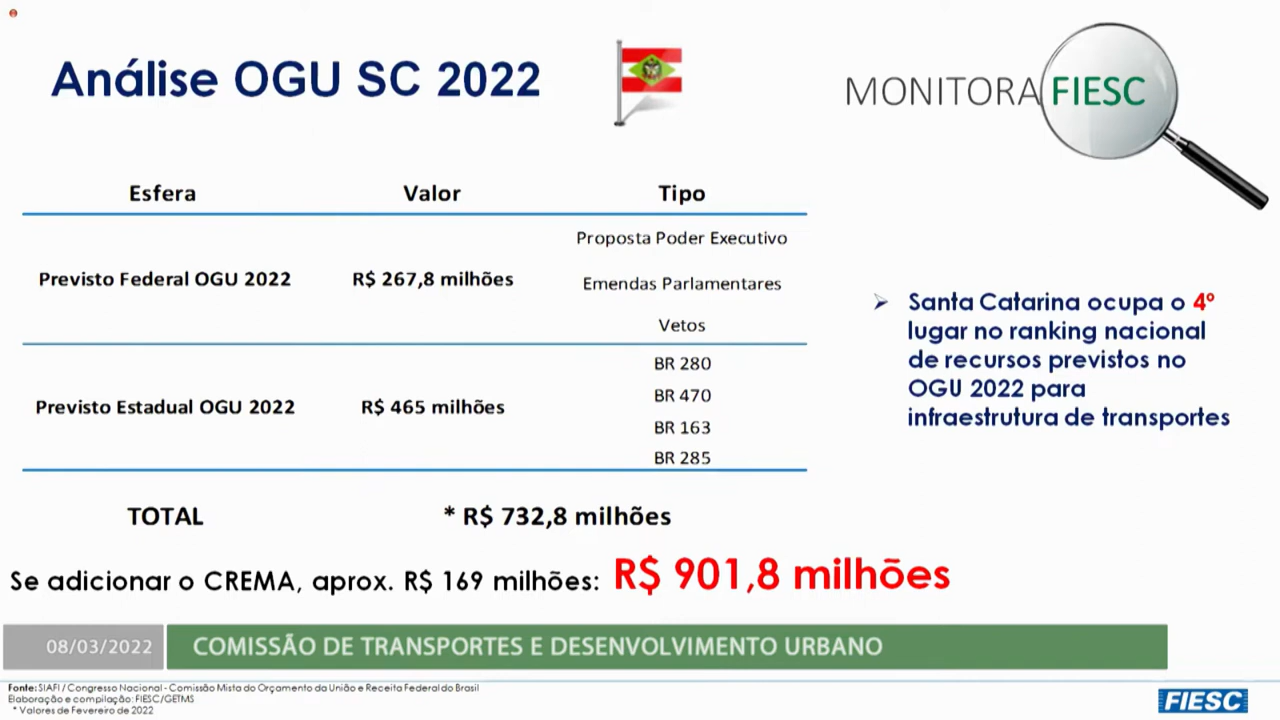 Análise OGU SC 2022
MONITORA FIESC
Esfera Valor Tipo
Proposta Poder Executivo
Previsto Federal OGU 2022 R$ 267,8 milhões Emendas Parlamentares
Vetos
BR 280
BR 470
Previsto Estadual OGU 2022 R$ 465 milhões
BR 163
BR 285
TOTAL * R$ 732,8 milhões
➢ Santa Catarina ocupa o 4º
lugar no ranking nacional
de recursos previstos no
OGU 2022 para
infraestrutura de transportes
Se adicionar o CREMA, aprox. R$ 169 milhões: R$ 901,8 milhões
08/03/2022 COMISSÃO DE TRANSPORTES E DESENVOLVIMENTO URBANO
Fonte: SIAFI / Congresso Nacional - Comissão Mista do Orçamento da União e Receita Federal do Brasil
Elaboração e compilação: FIESC/GETMS
* Valores de Fevereiro de 2022
FIESC